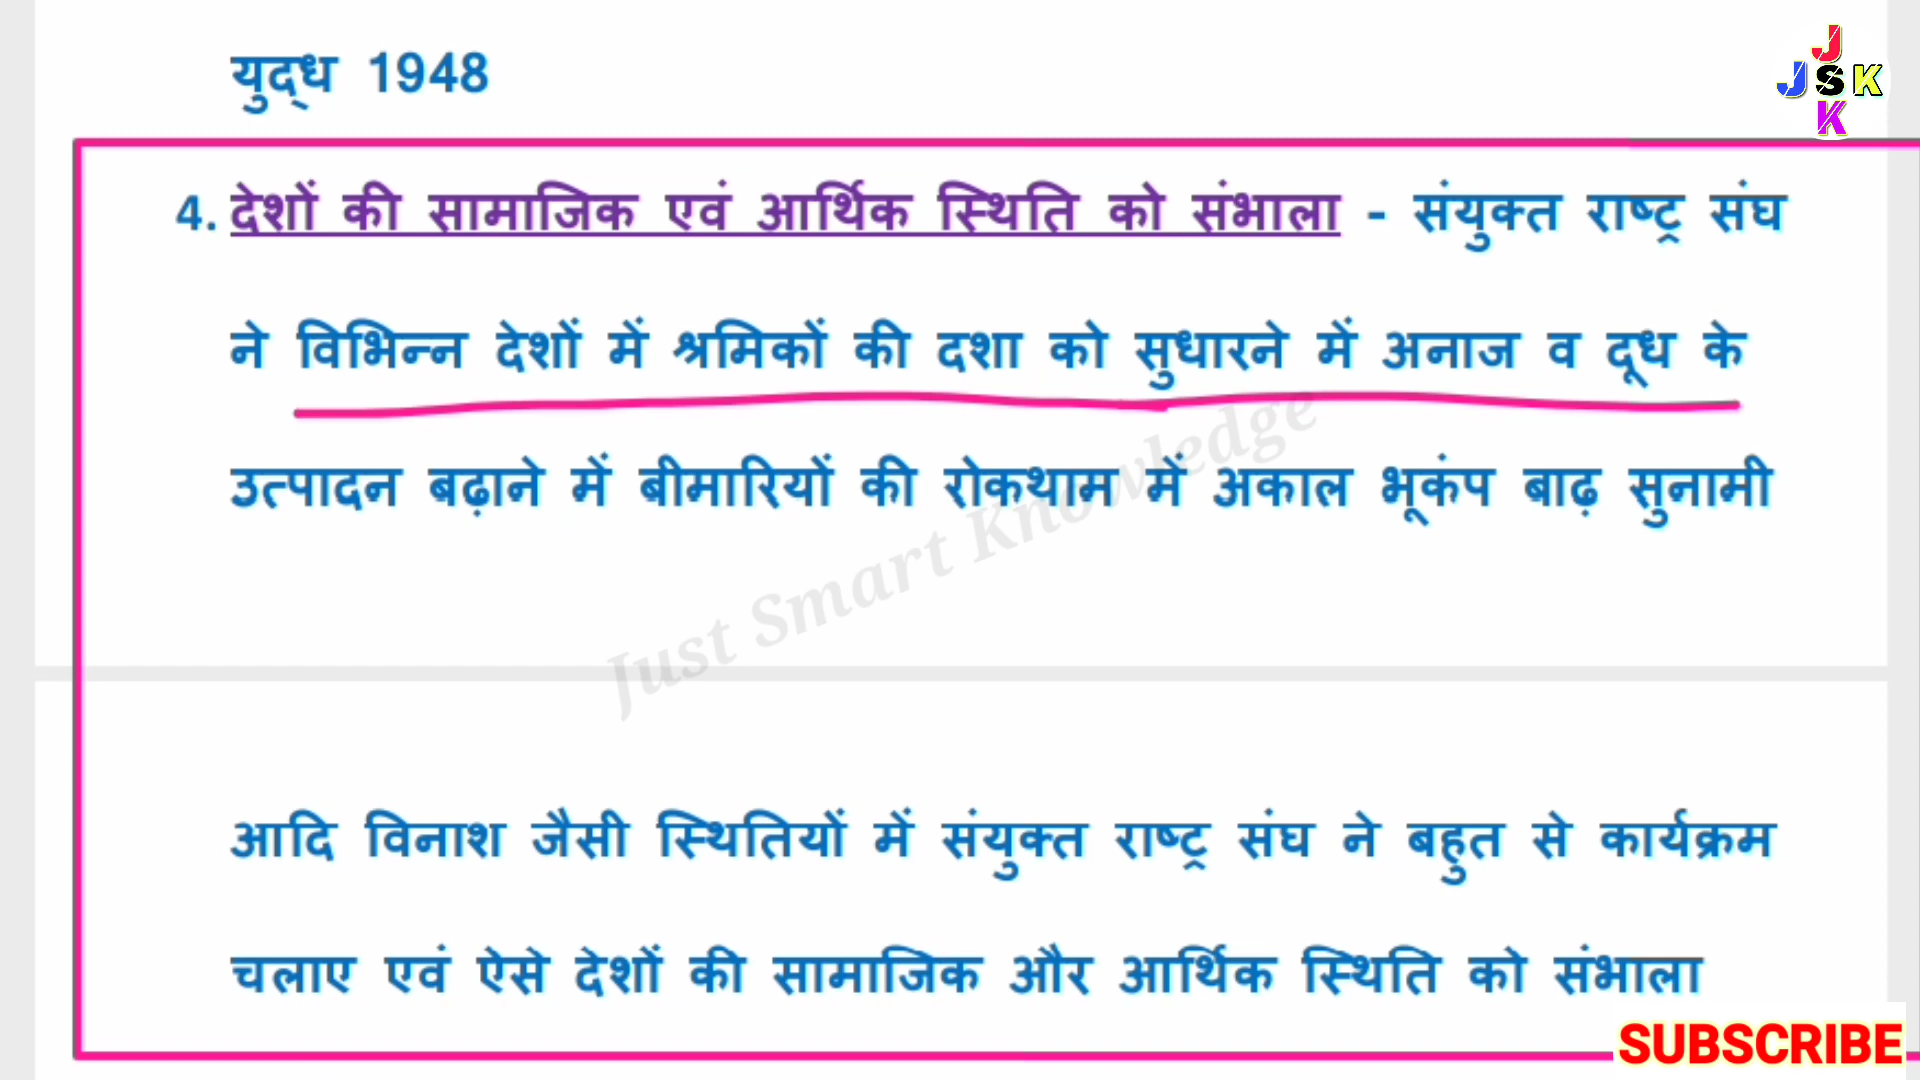 युद्ध 1948
J
JSK
K
4. देशों की सामाजिक एवं आर्थिक स्थिति को संभाला - संयुक्त राष्ट्र संघ
ने विभिन्न देशों में श्रमिकों की दशा को सुधारने में अनाज व दूध के
उत्पादन बढ़ाने में बीमारियों की रोकथाम में अकाल भूकंप बाढ़ सुनामी
Just Smart Knowledge
आदि विनाश जैसी स्थितियों में संयुक्त राष्ट्र संघ ने बहुत से कार्यक्रम
चलाए एवं ऐसे देशों की सामाजिक और आर्थिक स्थिति को संभाला
SUBSCRIBE